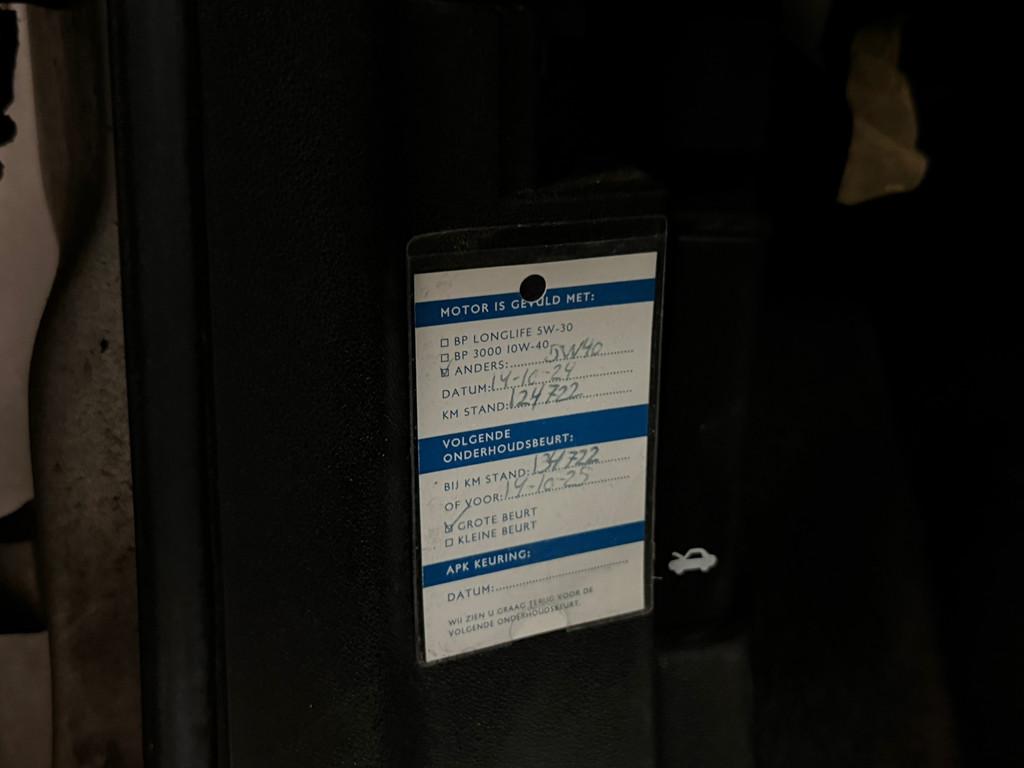 MOTOR IS GEVULD MET:
☐ BP LONGLIFE 5W-30
☐ BP 3000 10W-40
☑ ANDERS: 5W40
DATUM: 14-10-24
KM STAND: 124722
VOLGENDE
ONDERHOUDSBEURT:
BIJ KM STAND: 134722
OF VOOR: 14-10-25
☑ GROTE BEURT
☐ KLEINE BEURT
APK KEURING:
DATUM:
WIJ ZIEN U GRAAG TERUG VOOR DE
VOLGENDE ONDERHOUDSBEURT.